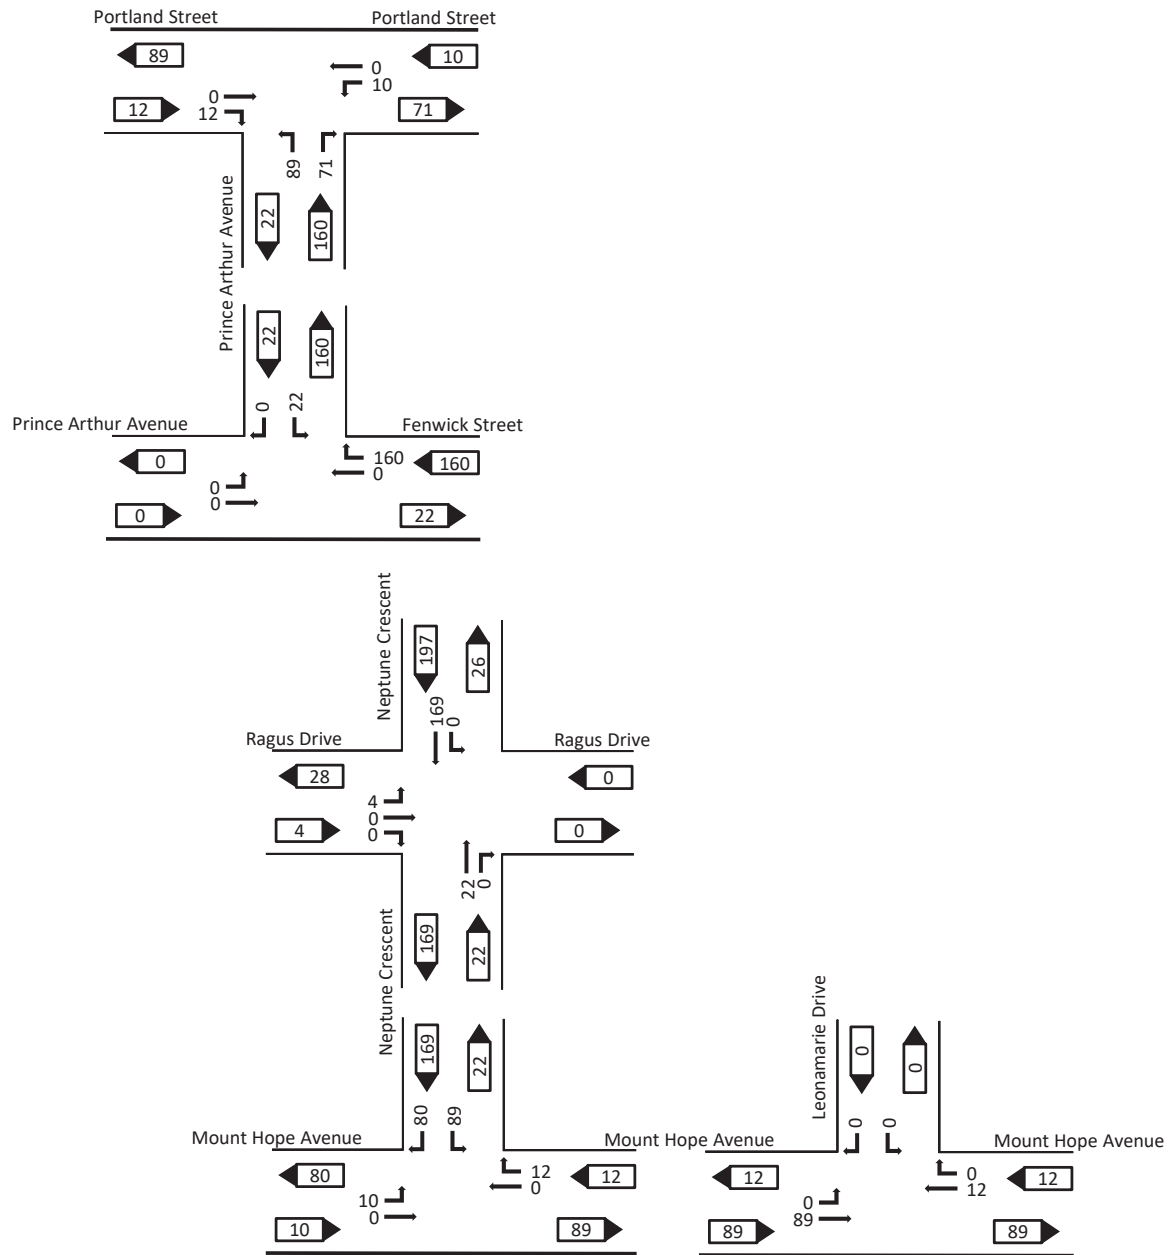 Portland Street Portland Street
89 10
0
10
0
12 12 71
89 71
Prince Arthur Avenue
22 160
22 160
0 22
Prince Arthur Avenue Fenwick Street
0 160 160
0
0
0 0 22
Neptune Crescent
197 26
169 0
Ragus Drive Ragus Drive
28 0
4
4 0 0
0
22 0
Neptune Crescent
169 22
Leonamarie Drive
169 22 0 0
80 89 0 0
Mount Hope Avenue Mount Hope Avenue Mount Hope Avenue
80 12 12 12 0 12
0 12
10 0
10 0 89 89 89 89